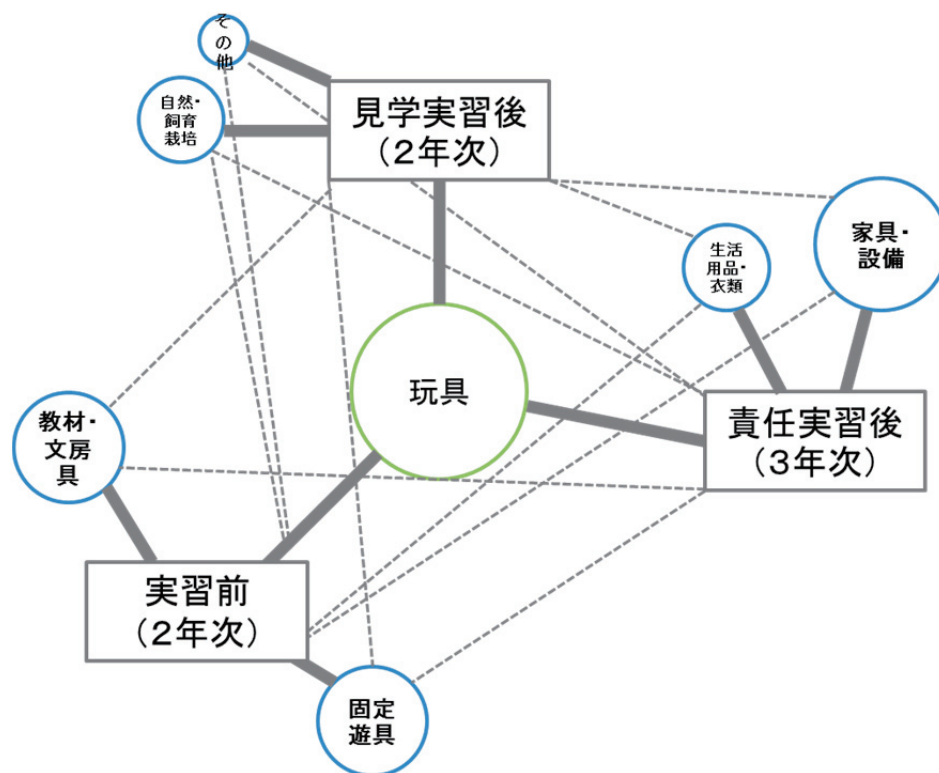 その他
自然・
飼育
栽培
見学実習後
（2年次）
生活
用品・
衣類
家具・
設備
玩具
教材・
文房
具
責任実習後
（3年次）
実習前
（2年次）
固定
遊具